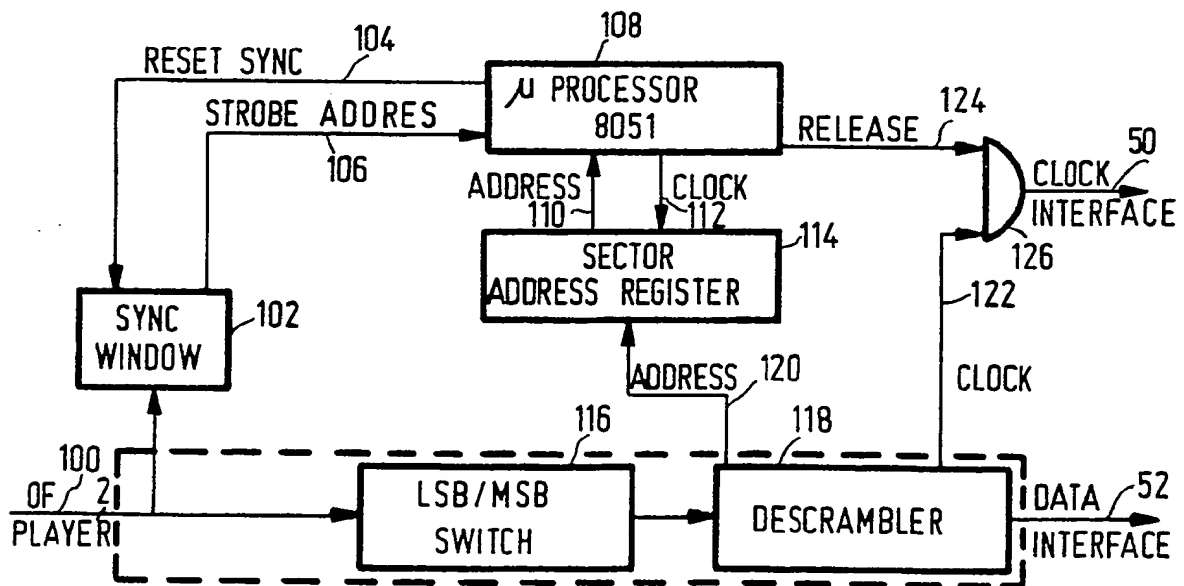 104
108
RESET SYNC
μ PROCESSOR
8051
STROBE ADDRES
106
RELEASE
124
50
CLOCK
INTERFACE
126
ADDRESS
110
CLOCK
112
114
SECTOR
ADDRESS REGISTER
SYNC
WINDOW
102
122
ADDRESS
120
CLOCK
116
118
100
OF
PLAYER
2
LSB/MSB
SWITCH
DESCRAMBLER
DATA
52
INTERFACE